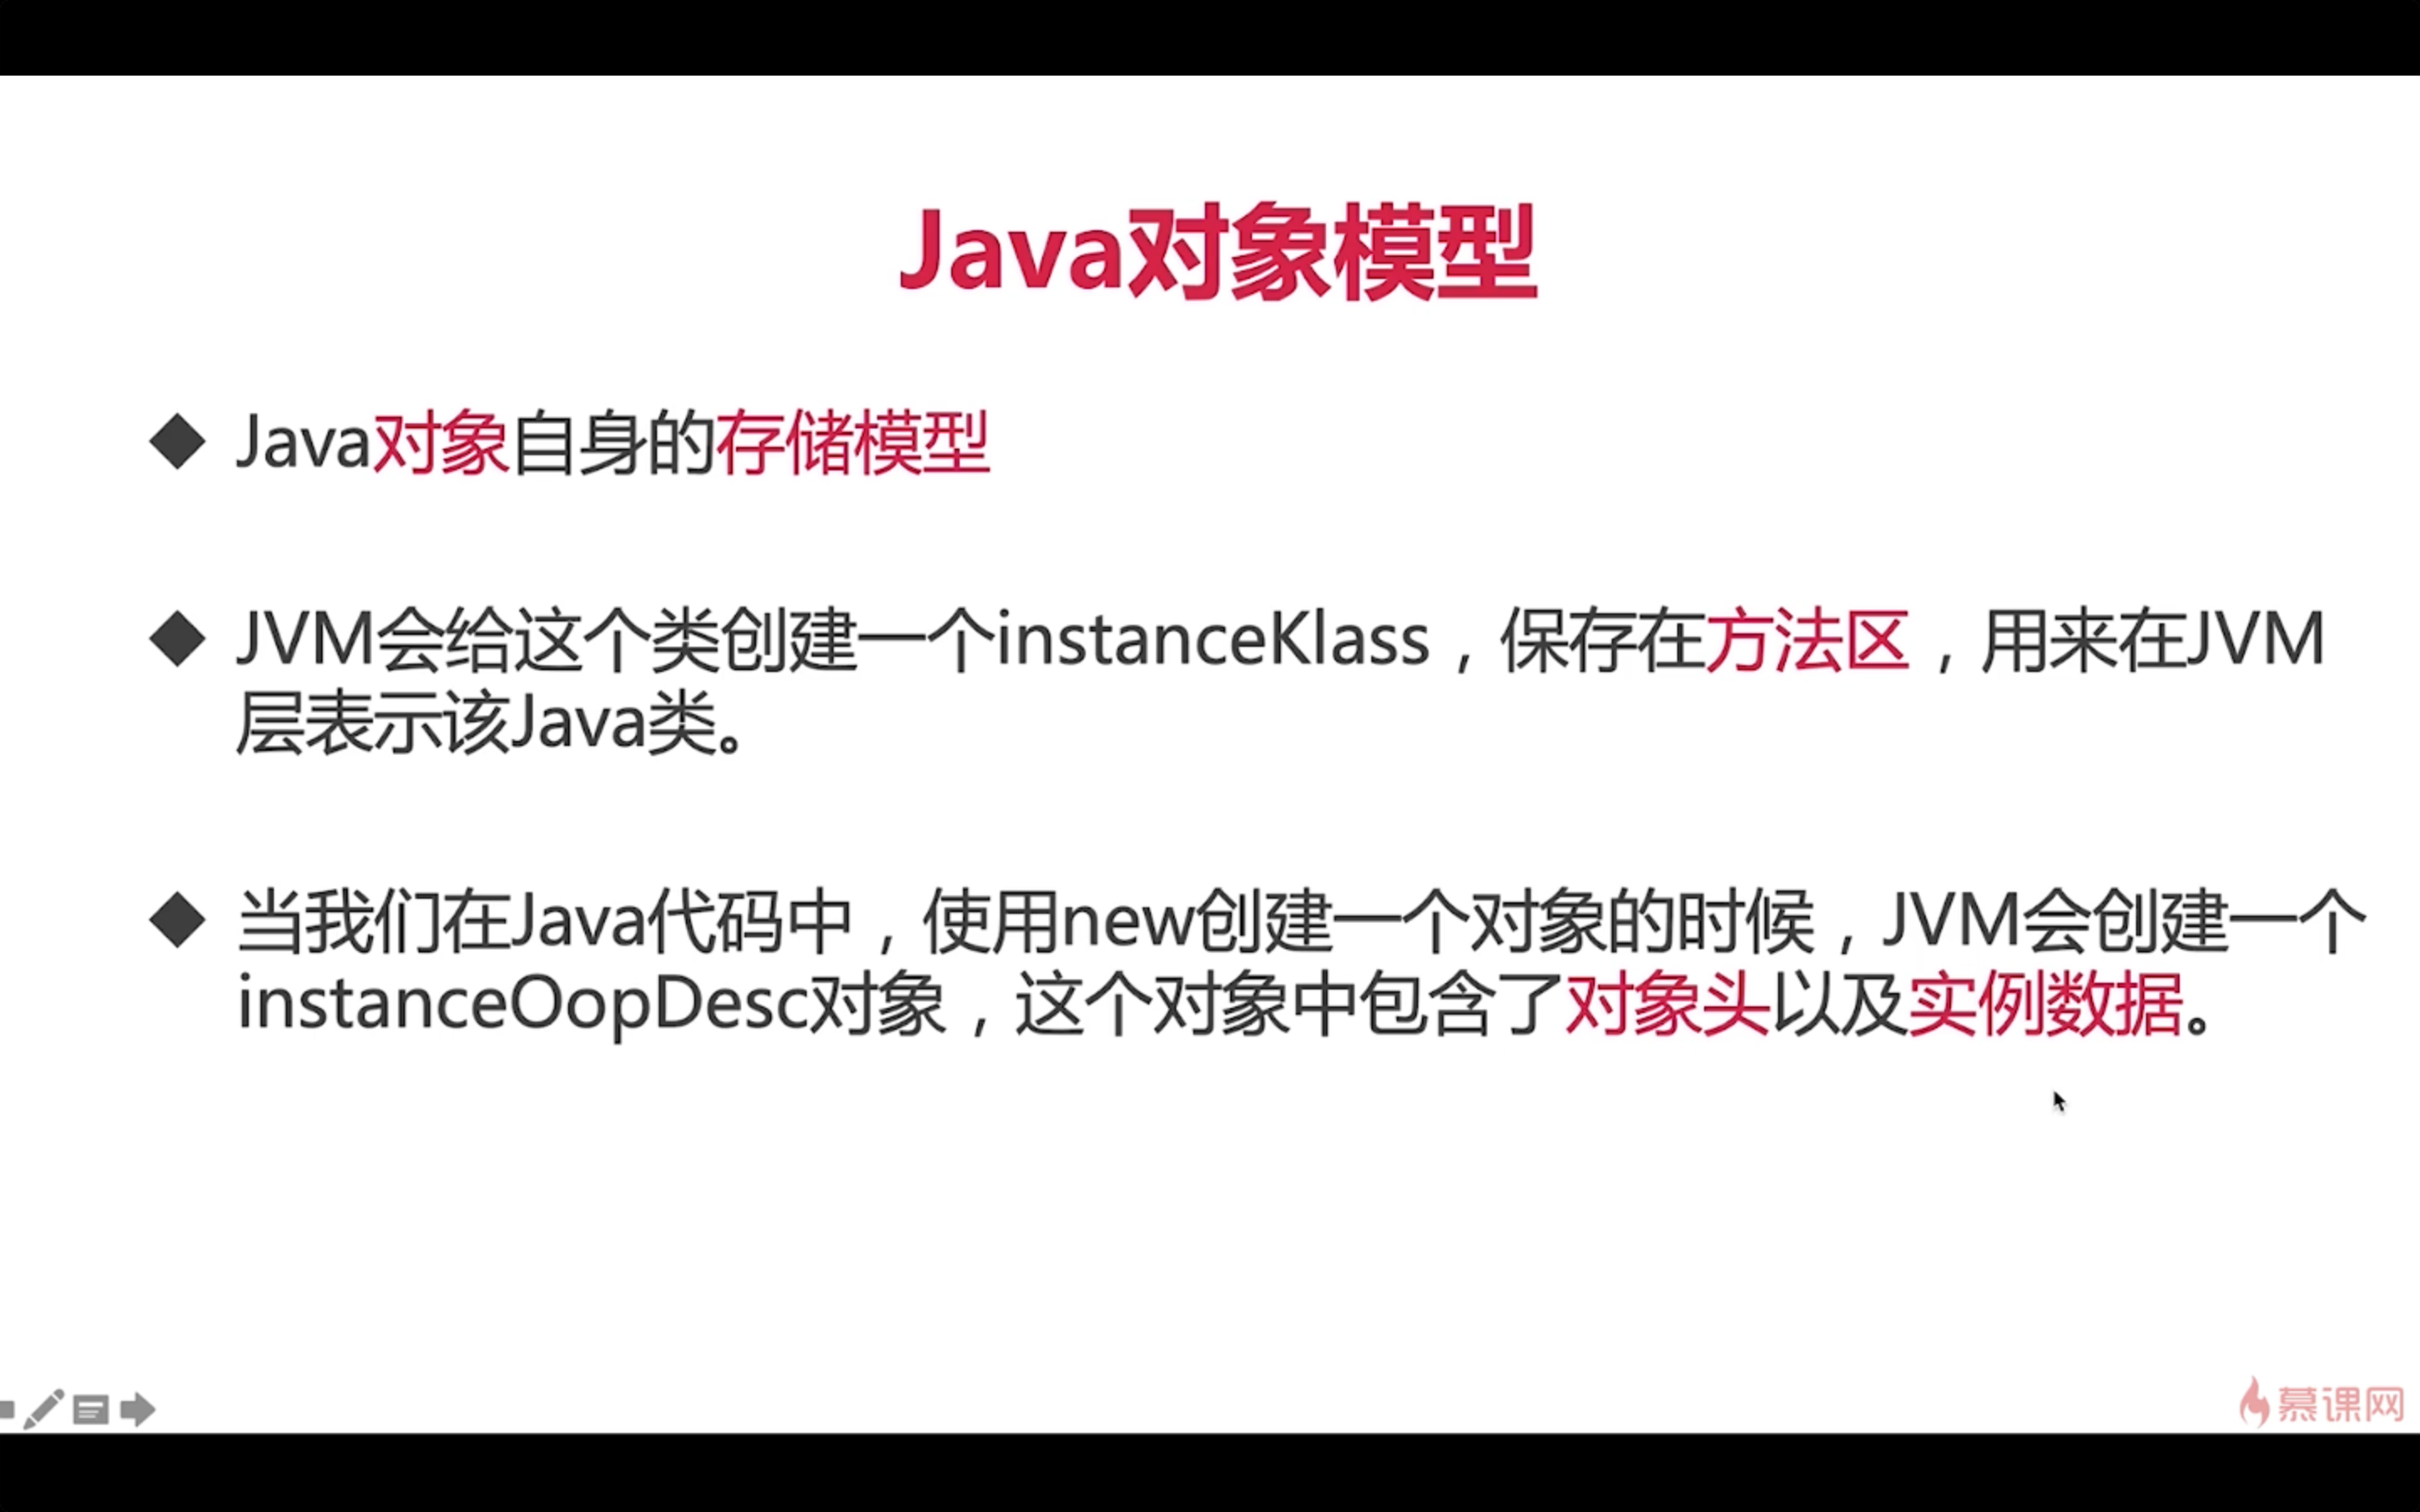 Java对象模型
Java对象自身的存储模型
JVM会给这个类创建一个instanceKlass，保存在方法区，用来在JVM
层表示该Java类。
当我们在Java代码中，使用new创建一个对象的时候，JVM会创建一个
instanceOopDesc对象，这个对象中包含了对象头以及实例数据。
慕课网